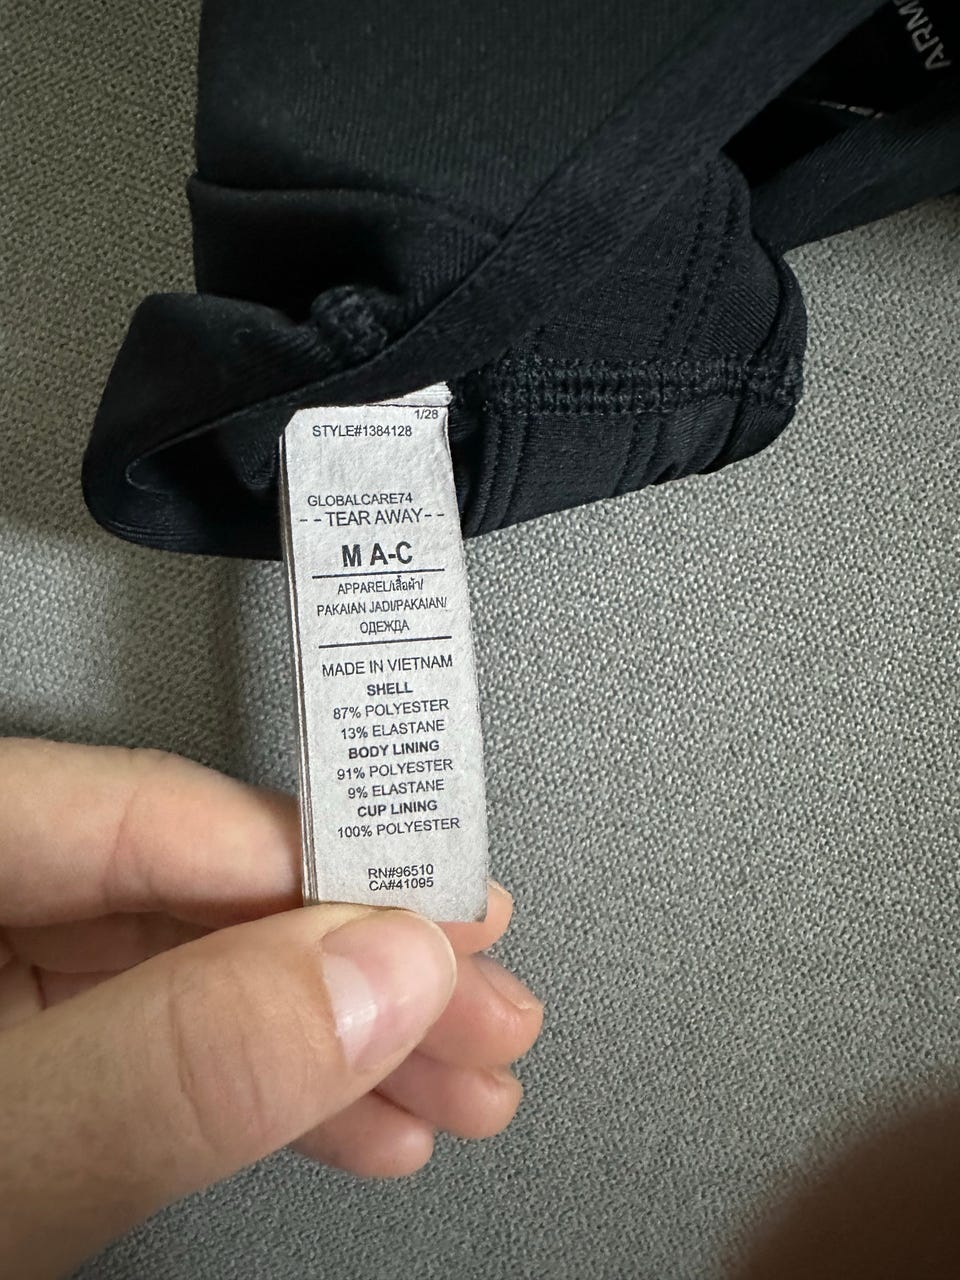 ARM
1/28
STYLE#1384128
GLOBALCARE74
- - TEAR AWAY- -
M A-C
APPAREL/เสื้อผ้า/
PAKAIAN JADI/PAKAIAN/
ОДЕЖДА
MADE IN VIETNAM
SHELL
87% POLYESTER
13% ELASTANE
BODY LINING
91% POLYESTER
9% ELASTANE
CUP LINING
100% POLYESTER
RN#96510
CA#41095